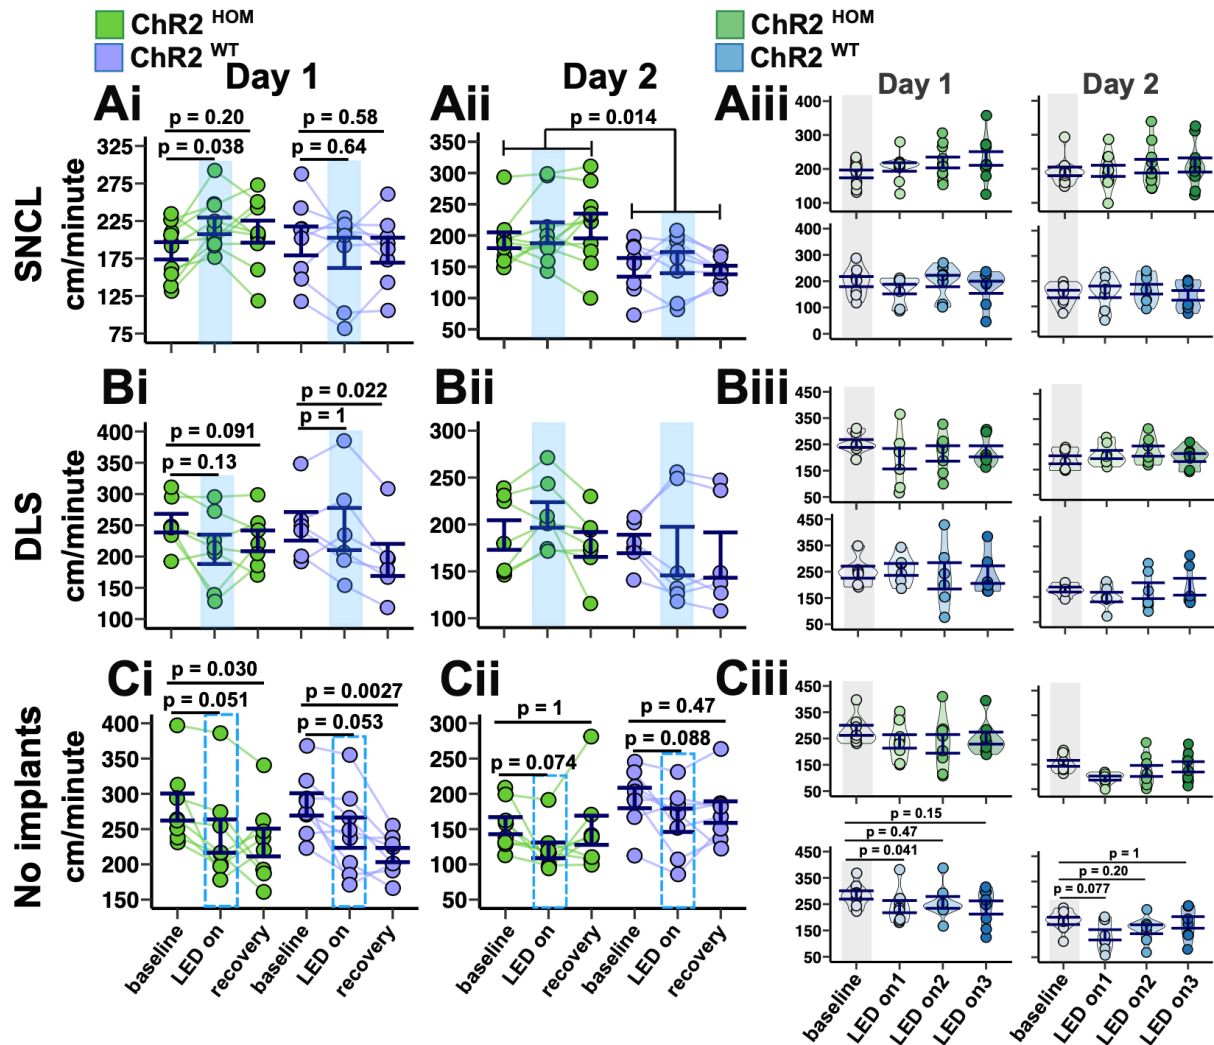 ChR2 HOM
ChR2 WT
ChR2 HOM
ChR2 WT
Day 1
Day 2
Day 1
Day 2
SNCL
cm/minute
Ai
p = 0.20
p = 0.038
p = 0.58
p = 0.64
325
275
225
175
125
75
Aii
p = 0.014
350
300
250
200
150
100
50
Aiii
400
300
200
100
400
300
200
100
0
DLS
cm/minute
Bi
p = 0.091
p = 0.13
p = 0.022
p = 1
400
350
300
250
200
150
100
Bii
300
250
200
150
100
Biii
450
350
250
150
50
450
350
250
150
50
No implants
cm/minute
Ci
p = 0.030
p = 0.051
p = 0.0027
p = 0.053
400
350
300
250
200
150
baseline
LED on
recovery
baseline
LED on
recovery
Cii
p = 1
p = 0.074
p = 0.47
p = 0.088
300
250
200
150
100
50
baseline
LED on
recovery
baseline
LED on
recovery
Ciii
450
350
250
150
50
p = 0.15
p = 0.47
p = 0.041
450
350
250
150
50
p = 1
p = 0.20
p = 0.077
baseline
LED on1
LED on2
LED on3
baseline
LED on1
LED on2
LED on3